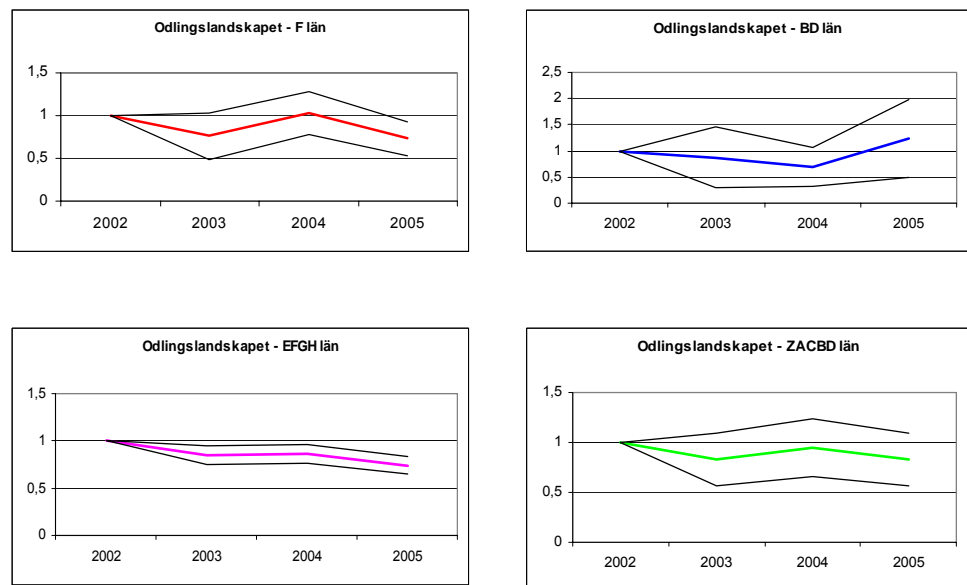 Odlingslandskapet - F län
1,5
1
0,5
0
2002 2003 2004 2005
Odlingslandskapet - BD län
2,5
2
1,5
1
0,5
0
2002 2003 2004 2005
Odlingslandskapet - EFGH län
1,5
1
0,5
0
2002 2003 2004 2005
Odlingslandskapet - ZACBD län
1,5
1
0,5
0
2002 2003 2004 2005